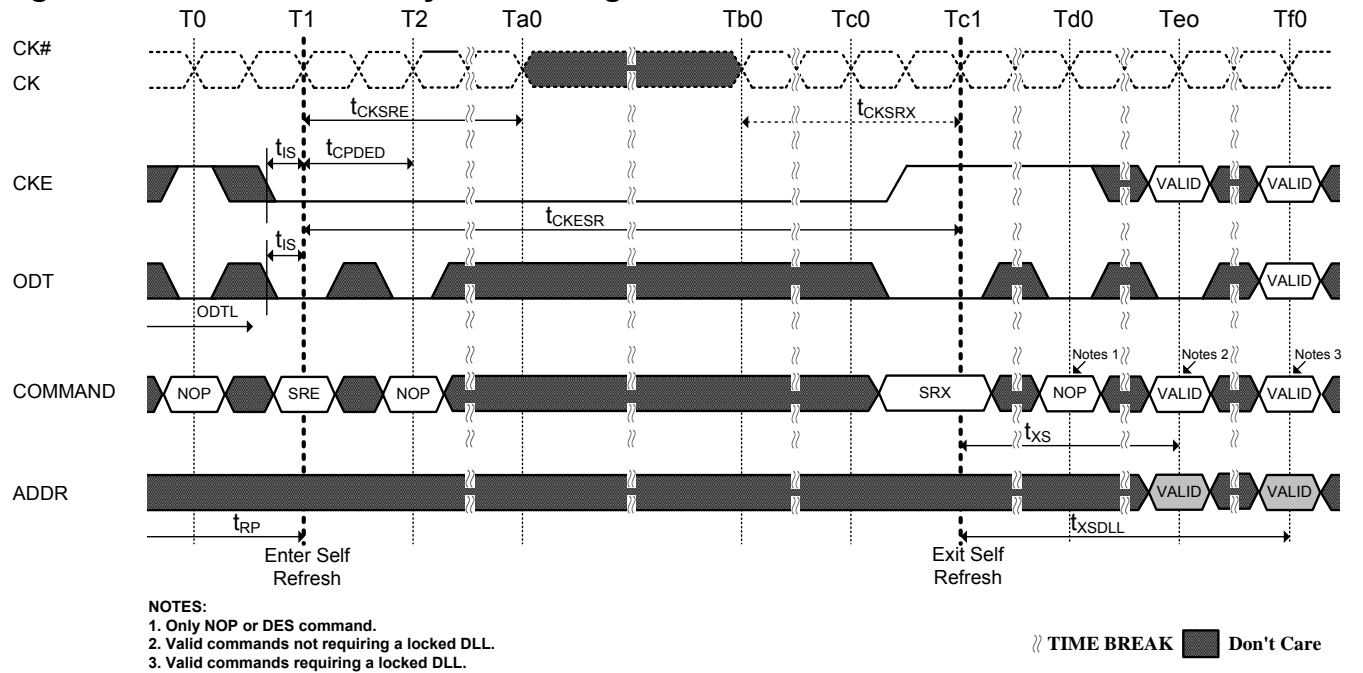 T0 T1 T2 Ta0 Tb0 Tc0 Tc1 Td0 Teo Tf0
CK#
CK
tCKSRE tCKSRX
tIS tCPDED
CKE VALID VALID
tCKESR
tIS
ODT VALID
ODTL
Notes 1 Notes 2 Notes 3
COMMAND NOP SRE NOP SRX NOP VALID VALID
tXS
ADDR VALID VALID
tRP tXSDLL
Enter Self Refresh
Exit Self Refresh
NOTES:
1. Only NOP or DES command.
2. Valid commands not requiring a locked DLL.
3. Valid commands requiring a locked DLL.
TIME BREAK Don't Care